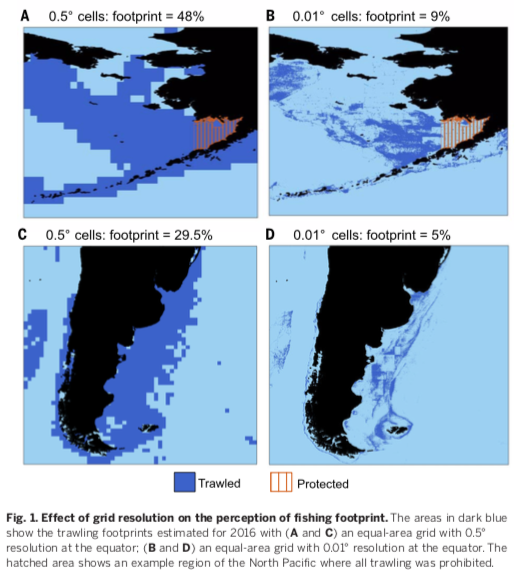 A 0.5° cells: footprint = 48%
B 0.01° cells: footprint = 9%
C 0.5° cells: footprint = 29.5%
D 0.01° cells: footprint = 5%
Trawled
Protected
Fig. 1. Effect of grid resolution on the perception of fishing footprint. The areas in dark blue
show the trawling footprints estimated for 2016 with (A and C) an equal-area grid with 0.5°
resolution at the equator; (B and D) an equal-area grid with 0.01° resolution at the equator. The
hatched area shows an example region of the North Pacific where all trawling was prohibited.